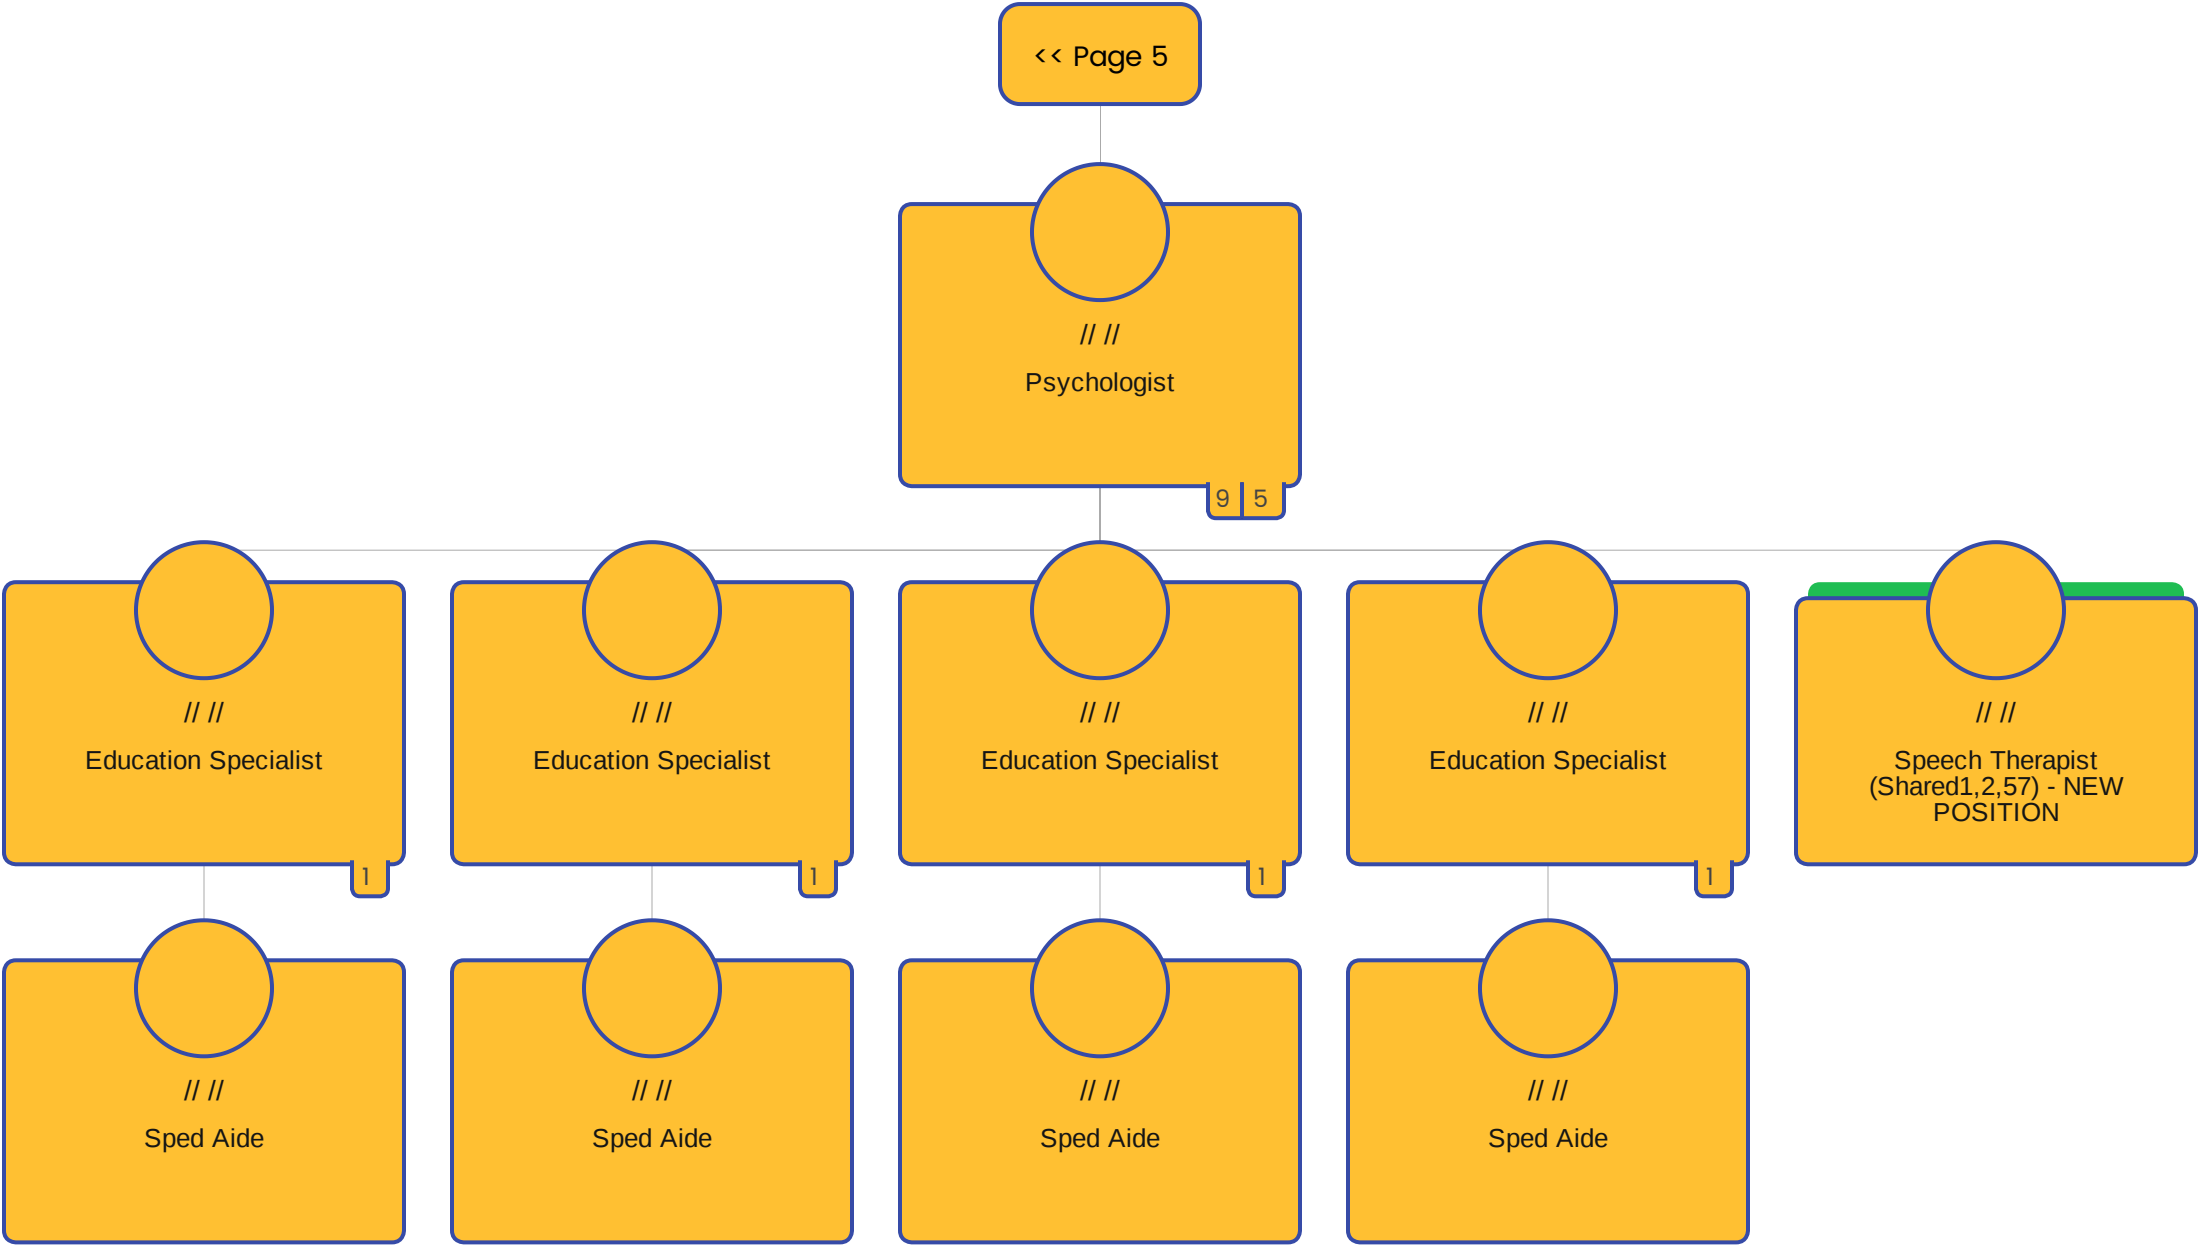 << Page 5
// //
Psychologist
9 5
// //
Education Specialist
1
// //
Education Specialist
1
// //
Education Specialist
1
// //
Education Specialist
1
// //
Speech Therapist
(Shared1,2,57) - NEW
POSITION
// //
Sped Aide
// //
Sped Aide
// //
Sped Aide
// //
Sped Aide